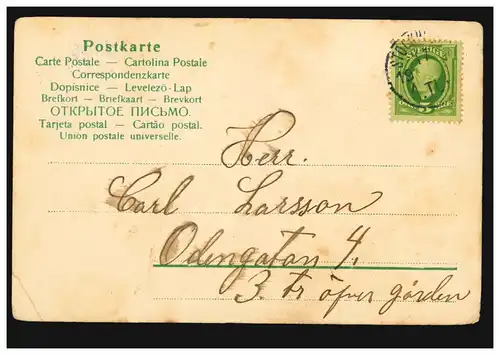 Postkarte
Carte Postale — Cartolina Postale
Correspondenzkarte
Dopisnice — Levelező-Lap
Brefkort — Briefkaart — Brevkort
ОТКРЫТОЕ ПИСЬМО.
Tarjeta postal — Cartão postal.
Union postale universelle.
Herr.
Carl Larsson
Odengatan 4.
3. tr öfver gården